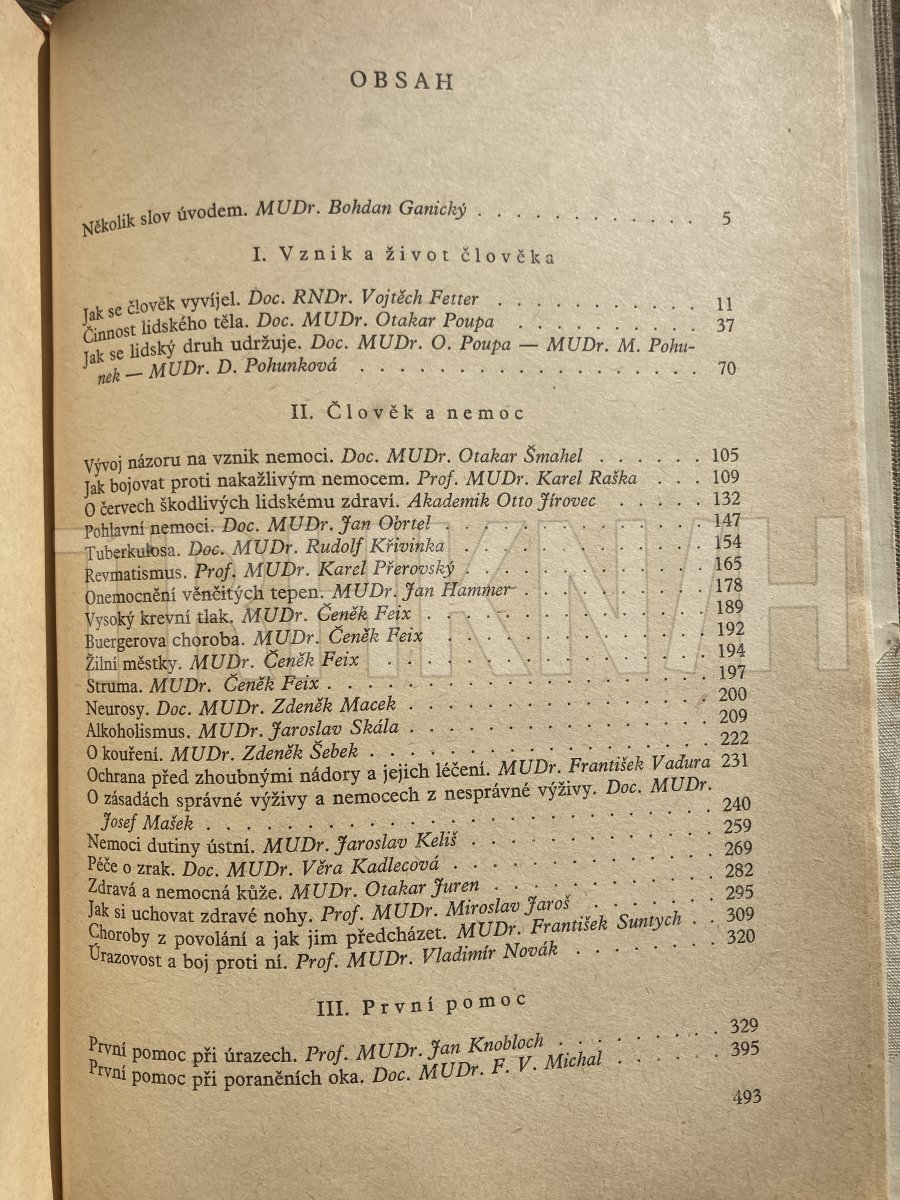 OBSAH
Několik slov úvodem. MUDr. Bohdan Ganický . . . . . . . . . . . . 5
I. Vznik a život člověka
Jak se člověk vyvíjel. Doc. RNDr. Vojtěch Fetter . . . . . . . . . . . 11
Činnost lidského těla. Doc. MUDr. Otakar Poupa . . . . . . . . . . 37
Jak se lidský druh udržuje. Doc. MUDr. O. Poupa — MUDr. M. Pohu-
nek — MUDr. D. Pohunková . . . . . . . . . . . . . . . . . . 70
II. Člověk a nemoc
Vývoj názoru na vznik nemoci. Doc. MUDr. Otakar Šmahel . . . . . . 105
Jak bojovat proti nakažlivým nemocem. Prof. MUDr. Karel Raška . . . 109
O červech škodlivých lidskému zdraví. Akademik Otto Jírovec . . . . . 132
Pohlavní nemoci. Doc. MUDr. Jan Obrtel . . . . . . . . . . . . . . 147
Tuberkulosa. Doc. MUDr. Rudolf Křivinka . . . . . . . . . . . . . 154
Revmatismus. Prof. MUDr. Karel Přerovský . . . . . . . . . . . . . 165
Onemocnění věnčitých tepen. MUDr. Jan Hammer . . . . . . . . . . 178
Vysoký krevní tlak. MUDr. Čeněk Feix . . . . . . . . . . . . . . . 189
Buergerova choroba. MUDr. Čeněk Feix . . . . . . . . . . . . . . 192
Žilní městky. MUDr. Čeněk Feix . . . . . . . . . . . . . . . . . 194
Struma. MUDr. Čeněk Feix . . . . . . . . . . . . . . . . . . . . 197
Neurosy. Doc. MUDr. Zdeněk Macek . . . . . . . . . . . . . . . . 200
Alkoholismus. MUDr. Jaroslav Skála . . . . . . . . . . . . . . . . 209
O kouření. MUDr. Zdeněk Šebek . . . . . . . . . . . . . . . . . . 222
Ochrana před zhoubnými nádory a jejich léčení. MUDr. František Vaďura 231
O zásadách správné výživy a nemocech z nesprávné výživy. Doc. MUDr.
Josef Mašek . . . . . . . . . . . . . . . . . . . . . . . . . . 240
Nemoci dutiny ústní. MUDr. Jaroslav Keliš . . . . . . . . . . . . . 259
Péče o zrak. Doc. MUDr. Věra Kadlecová . . . . . . . . . . . . . . 269
Zdravá a nemocná kůže. MUDr. Otakar Juren . . . . . . . . . . . . 282
Jak si uchovat zdravé nohy. Prof. MUDr. Miroslav Jaroš . . . . . . . 295
Choroby z povolání a jak jim předcházet. MUDr. František Suntych . . 309
Úrazovost a boj proti ní. Prof. MUDr. Vladimír Novák . . . . . . . . 320
III. První pomoc
První pomoc při úrazech. Prof. MUDr. Jan Knobloch . . . . . . . . . 329
První pomoc při poraněních oka. Doc. MUDr. F. V. Michal . . . . . . 395
493